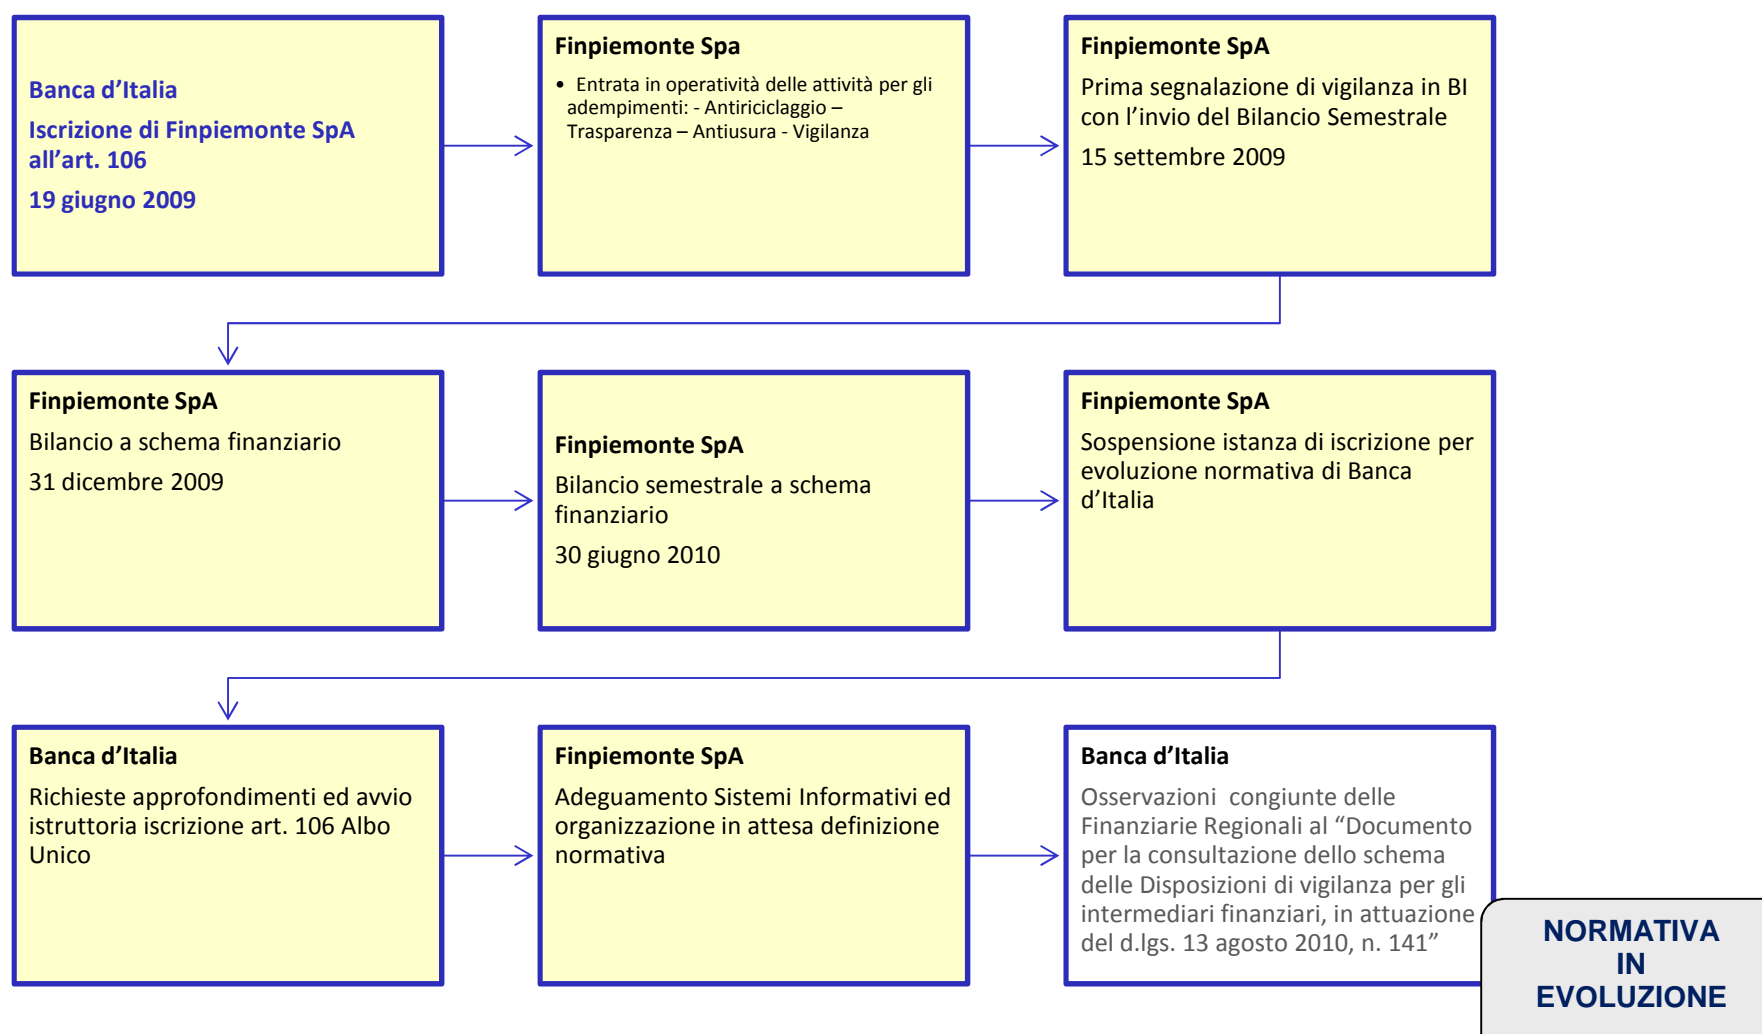 Banca d’Italia
Iscrizione di Finpiemonte SpA
all’art. 106
19 giugno 2009
Finpiemonte Spa
• Entrata in operatività delle attività per gli
adempimenti: - Antiriciclaggio –
Trasparenza – Antiusura - Vigilanza
Finpiemonte SpA
Prima segnalazione di vigilanza in BI
con l’invio del Bilancio Semestrale
15 settembre 2009
Finpiemonte SpA
Bilancio a schema finanziario
31 dicembre 2009
Finpiemonte SpA
Bilancio semestrale a schema
finanziario
30 giugno 2010
Finpiemonte SpA
Sospensione istanza di iscrizione per
evoluzione normativa di Banca
d’Italia
Banca d’Italia
Richieste approfondimenti ed avvio
istruttoria iscrizione art. 106 Albo
Unico
Finpiemonte SpA
Adeguamento Sistemi Informativi ed
organizzazione in attesa definizione
normativa
Banca d’Italia
Osservazioni congiunte delle
Finanziarie Regionali al “Documento
per la consultazione dello schema
delle Disposizioni di vigilanza per gli
intermediari finanziari, in attuazione
del d.lgs. 13 agosto 2010, n. 141”
NORMATIVA
IN
EVOLUZIONE